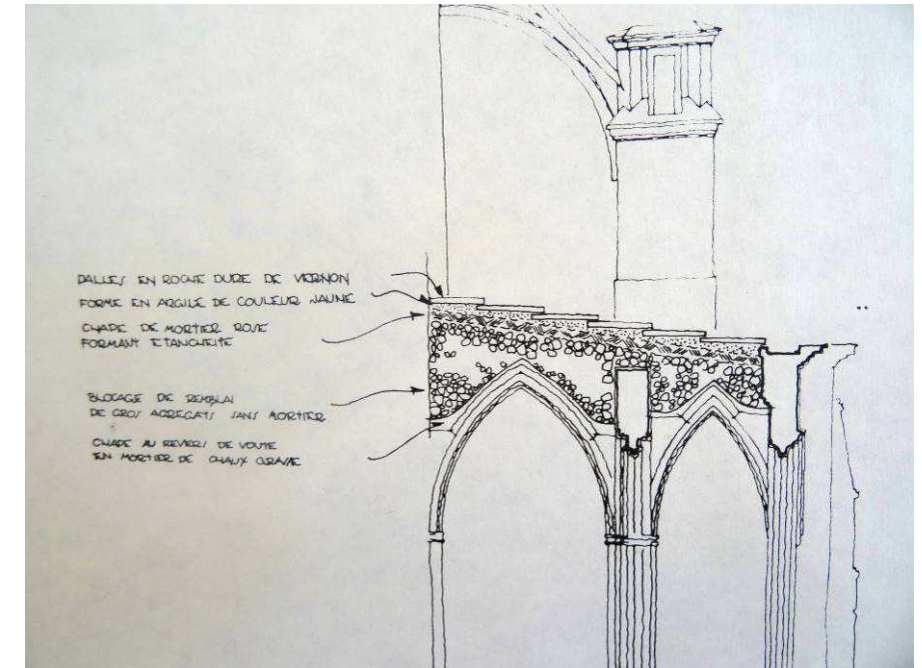 DALLES EN ROCHE DURE DE VERNON
FORME EN ARGILE DE COULEUR JAUNE
CHAPE DE MORTIER ROSE
FORMANT ETANCHEITE
BLOCAGE DE REMBLAI
DE GROS AGREGATS SANS MORTIER
CHAPE AU REVERS DE VOUTE
EN MORTIER DE CHAUX GRASSE